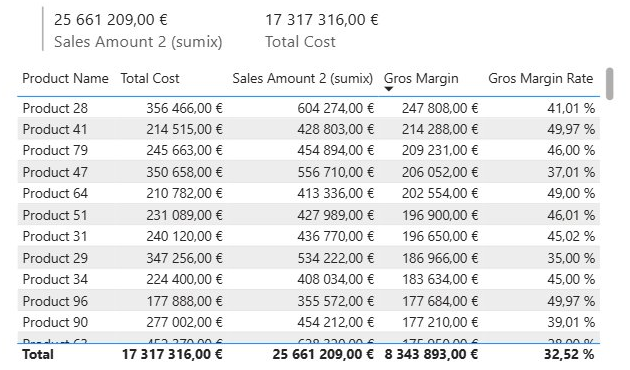 25 661 209,00 € 17 317 316,00 €
Sales Amount 2 (sumix) Total Cost
Product Name Total Cost Sales Amount 2 (sumix) Gros Margin Gros Margin Rate
Product 28 356 466,00 € 604 274,00 € 247 808,00 € 41,01 %
Product 41 214 515,00 € 428 803,00 € 214 288,00 € 49,97 %
Product 79 245 663,00 € 454 894,00 € 209 231,00 € 46,00 %
Product 47 350 658,00 € 556 710,00 € 206 052,00 € 37,01 %
Product 64 210 782,00 € 413 336,00 € 202 554,00 € 49,00 %
Product 51 231 089,00 € 427 989,00 € 196 900,00 € 46,01 %
Product 31 240 120,00 € 436 770,00 € 196 650,00 € 45,02 %
Product 29 347 256,00 € 534 222,00 € 186 966,00 € 35,00 %
Product 34 224 400,00 € 408 034,00 € 183 634,00 € 45,00 %
Product 96 177 888,00 € 355 572,00 € 177 684,00 € 49,97 %
Product 90 277 002,00 € 454 212,00 € 177 210,00 € 39,01 %
Product
Total 17 317 316,00 € 25 661 209,00 € 8 343 893,00 € 32,52 %